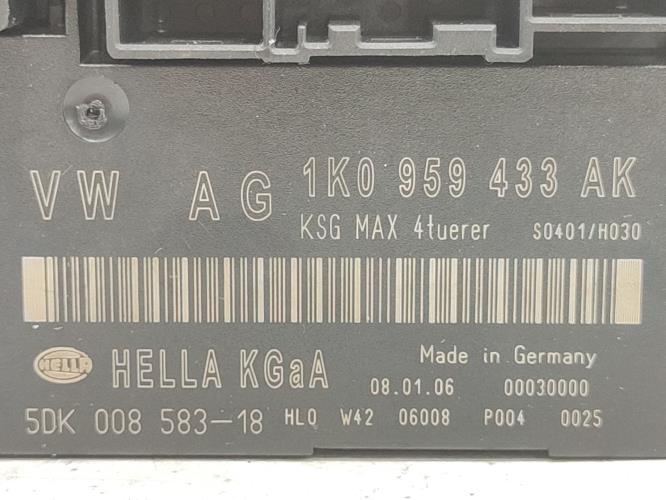 VW AG 1K0 959 433 AK
KSG MAX 4tuerer S0401/H030
HELLA HELLA KGaA Made in Germany
08.01.06 00030000
5DK 008 583-18 HLO W42 06008 P004 0025